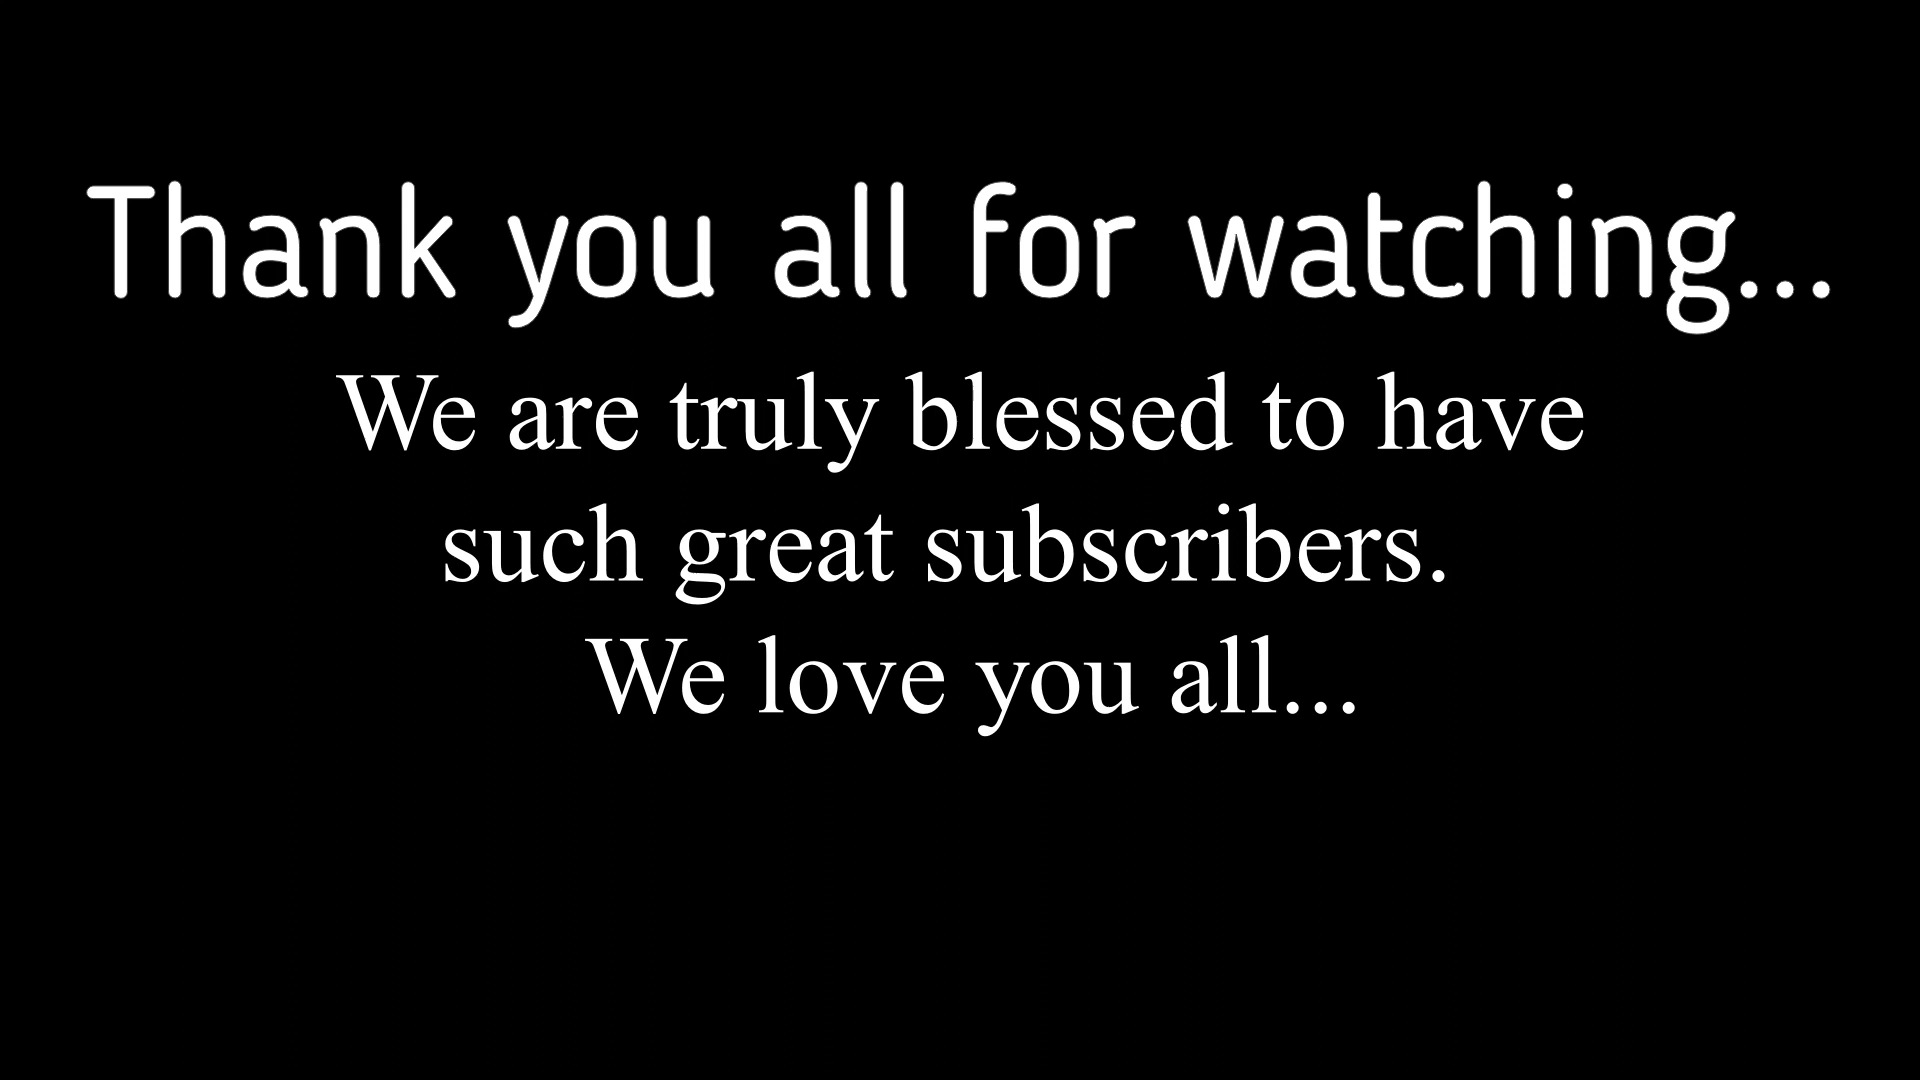 Thank you all for watching...
We are truly blessed to have
such great subscribers.
We love you all...